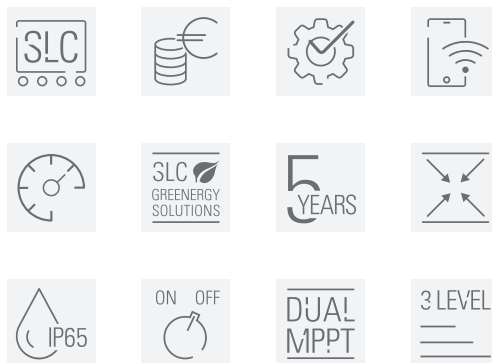 SLC
SLC
GREENERGY
SOLUTIONS
5
YEARS
IP65
ON OFF
DUAL
MPPT
3 LEVEL